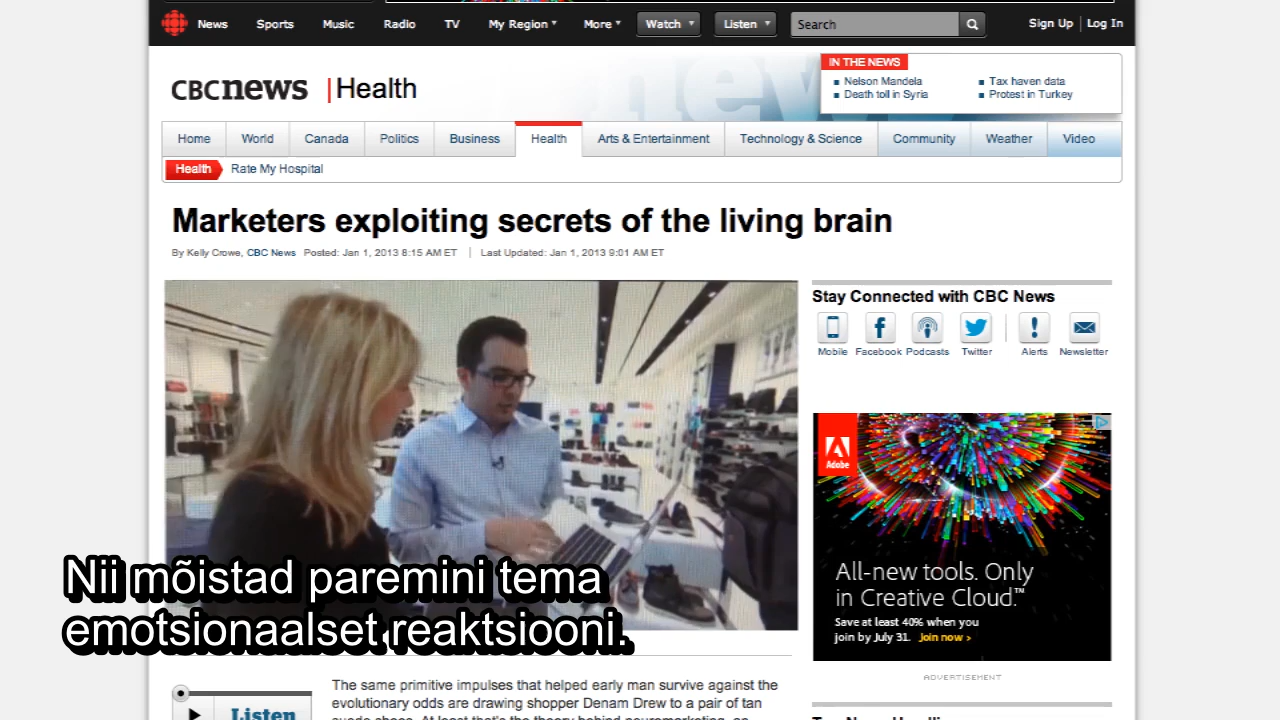 News Sports Music Radio TV My Region More Watch Listen Search Sign Up Log In
CBCnews | Health
IN THE NEWS
Nelson Mandela Tax haven data
Death toll in Syria Protest in Turkey
Home World Canada Politics Business Health Arts & Entertainment Technology & Science Community Weather Video
Health Rate My Hospital
Marketers exploiting secrets of the living brain
By Kelly Crowe, CBC News Posted: Jan 1, 2013 8:15 AM ET | Last Updated: Jan 1, 2013 9:01 AM ET
Stay Connected with CBC News
Mobile Facebook Podcasts Twitter Alerts Newsletter
Adobe
All-new tools. Only
in Creative Cloud.™
Save at least 40% when you
join by July 31. Join now >
ADVERTISEMENT
Nii mõistad paremini tema
emotsionaalset reaktsiooni.
Listen
The same primitive impulses that helped early man survive against the
evolutionary odds are drawing shopper Denam Drew to a pair of tan